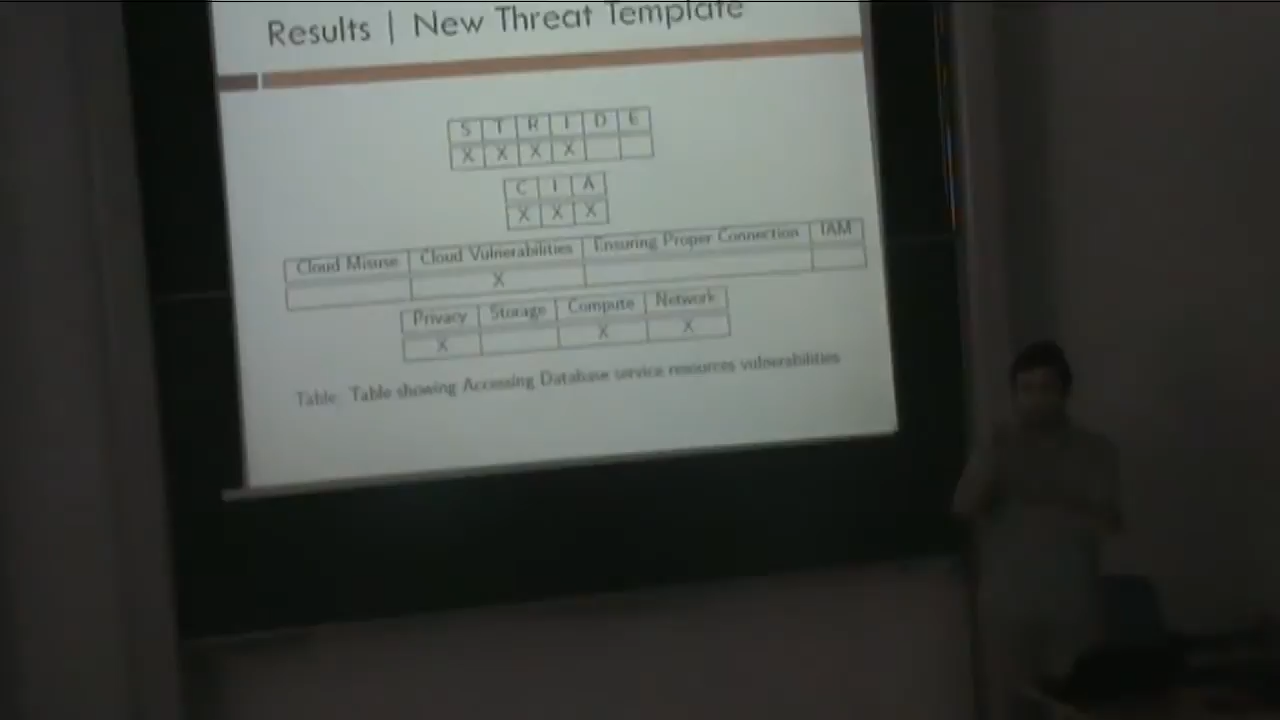 Results | New Threat Template
S T R I D E
X X X X
C I A
X X X
Cloud Misuse Cloud Vulnerabilities Ensuring Proper Connection IAM
X
Privacy Storage Compute Network
X X X
Table: Table showing Accessing Database service resources vulnerabilities